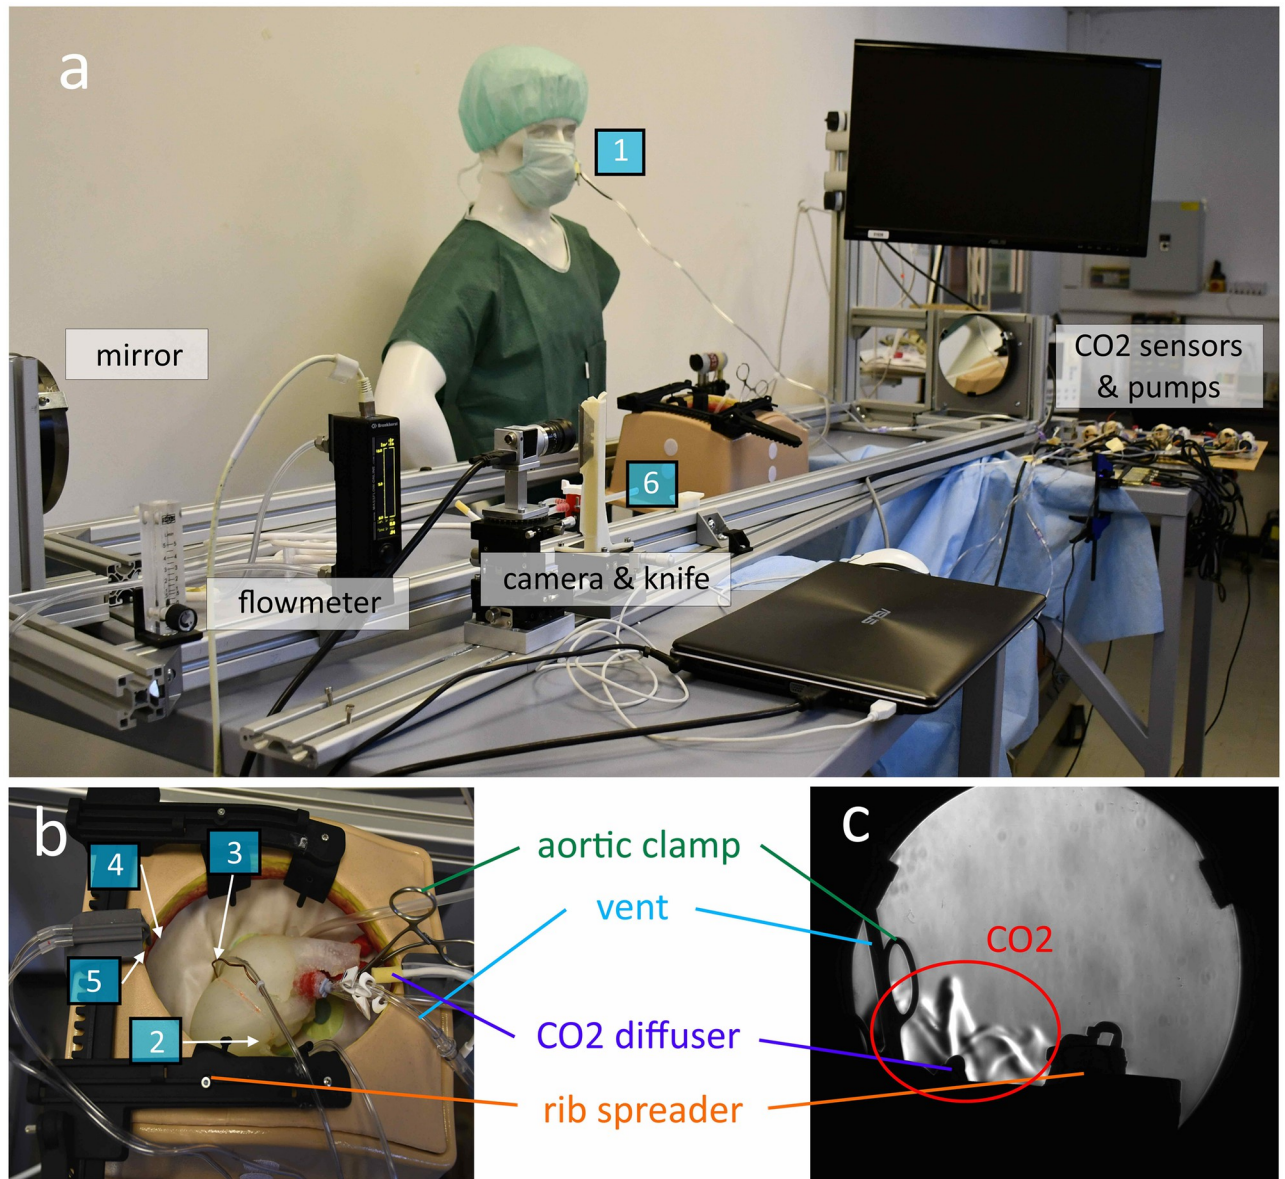 a
1
mirror
CO2 sensors
& pumps
6
camera & knife
flowmeter
ASUS
b
4
3
5
2
aortic clamp
vent
CO2 diffuser
rib spreader
c
CO2